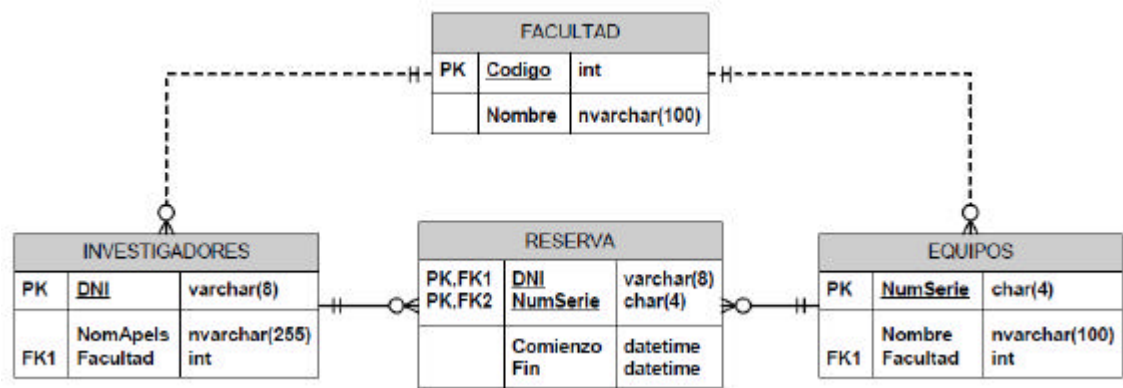 FACULTAD
PK Codigo int
Nombre nvarchar(100)
INVESTIGADORES
PK DNI varchar(8)
NomApels nvarchar(255)
FK1 Facultad int
RESERVA
PK.FK1 DNI varchar(8)
PK.FK2 NumSerie char(4)
Comienzo datetime
Fin datetime
EQUIPOS
PK NumSerie char(4)
Nombre nvarchar(100)
FK1 Facultad int